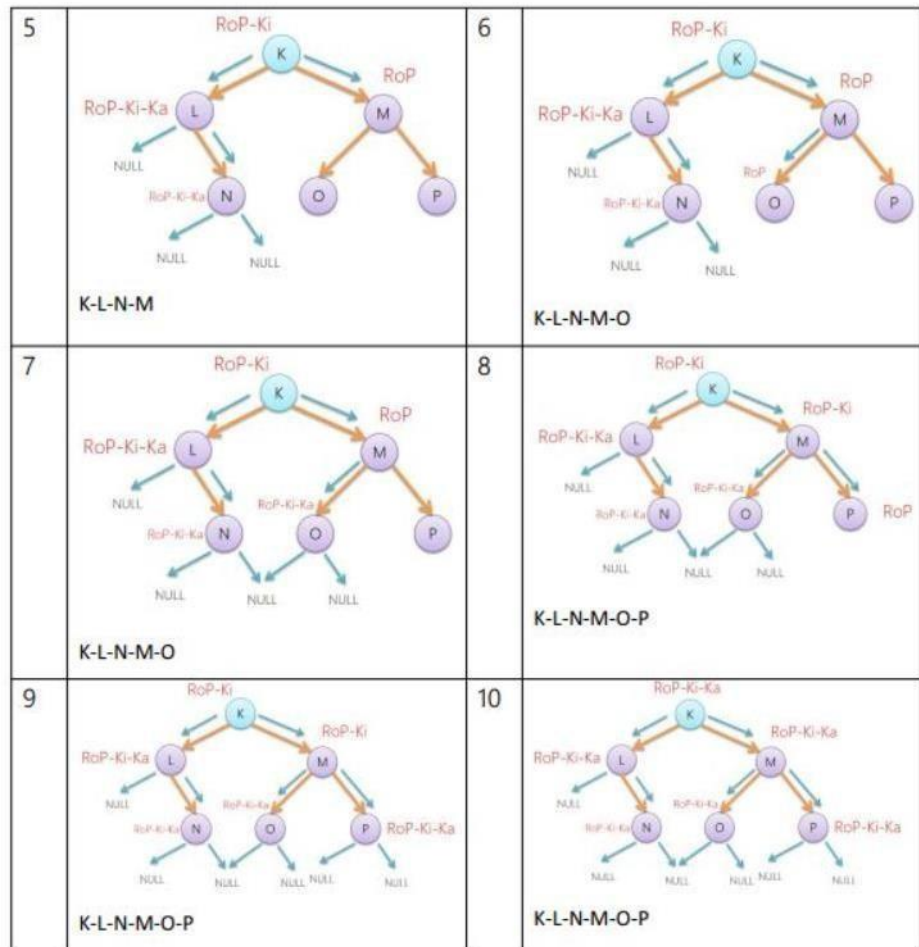 5
RoP-Ki
K
RoP
RoP-Ki-Ka
L
M
NULL
RoP-Ki-Ka
N
O
P
NULL
NULL
K-L-N-M
6
RoP-Ki
K
RoP
RoP-Ki-Ka
L
M
NULL
RoP
RoP-Ki-Ka
N
O
P
NULL
NULL
K-L-N-M-O
7
RoP-Ki
K
RoP
RoP-Ki-Ka
L
M
NULL
RoP-Ki-Ka
RoP-Ki-Ka
N
O
P
NULL
NULL
NULL
K-L-N-M-O
8
RoP-Ki
K
RoP-Ki
RoP-Ki-Ka
L
M
NULL
RoP-Ki-Ka
RoP-Ki-Ka
N
O
P
RoP
NULL
NULL
NULL
K-L-N-M-O-P
9
RoP-Ki
K
RoP-Ki
RoP-Ki-Ka
L
M
NULL
RoP-Ki-Ka
RoP-Ki-Ka
N
O
P
RoP-Ki-Ka
NULL
NULL
NULL
NULL
NULL
K-L-N-M-O-P
10
RoP-Ki-Ka
K
RoP-Ki-Ka
RoP-Ki-Ka
L
M
NULL
RoP-Ki-Ka
RoP-Ki-Ka
N
O
P
RoP-Ki-Ka
NULL
NULL
NULL
NULL
NULL
K-L-N-M-O-P